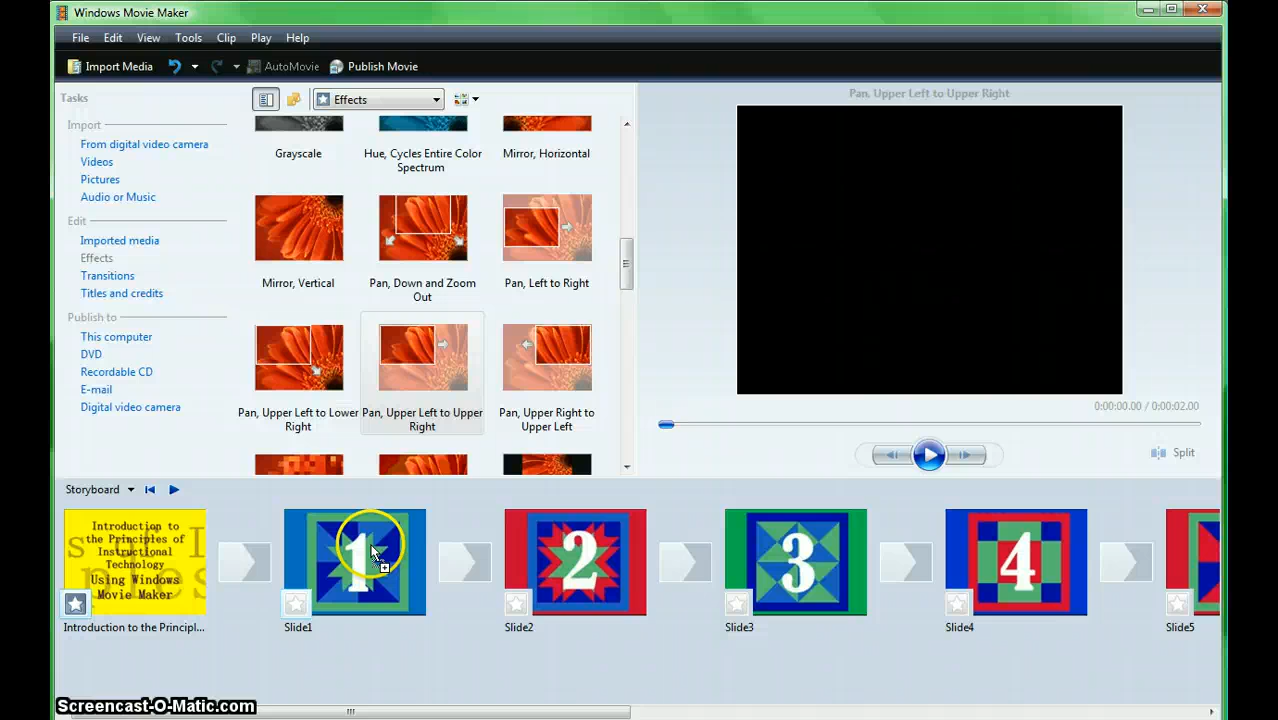 Windows Movie Maker
File Edit View Tools Clip Play Help
Import Media AutoMovie Publish Movie
Tasks
Import
From digital video camera
Videos
Pictures
Audio or Music
Edit
Imported media
Effects
Transitions
Titles and credits
Publish to
This computer
DVD
Recordable CD
E-mail
Digital video camera
Effects
Grayscale
Hue, Cycles Entire Color
Spectrum
Mirror, Horizontal
Mirror, Vertical
Pan, Down and Zoom
Out
Pan, Left to Right
Pan, Upper Left to Lower
Right
Pan, Upper Left to Upper
Right
Pan, Upper Right to
Upper Left
Pan, Upper Left to Upper Right
0:00:00.00 / 0:00:02.00
Split
Storyboard
Introduction to
the Principles of
Instructional
Technology
Using Windows
Movie Maker
Introduction to the Principl...
1
Slide1
2
Slide2
3
Slide3
4
Slide4
Slide5
Screencast-O-Matic.com